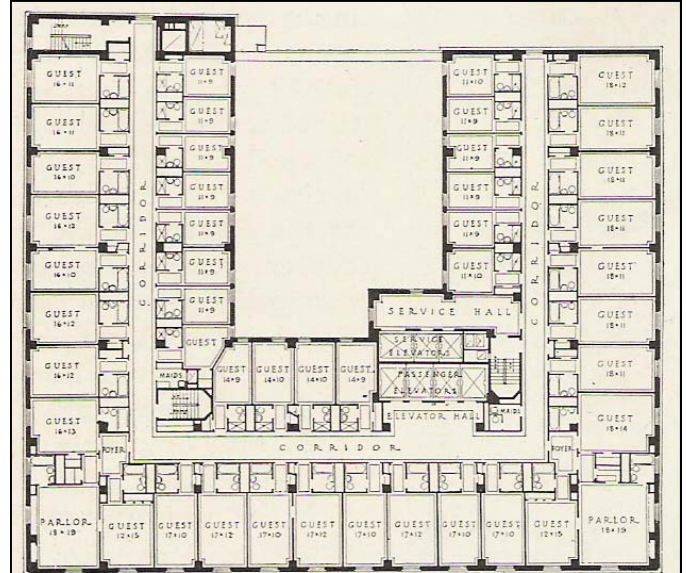 GUEST
16×11
GUEST
11×9
GUEST
11×10
GUEST
18×12
GUEST
16×11
GUEST
11×9
GUEST
11×9
GUEST
18×11
GUEST
16×10
GUEST
11×9
GUEST
11×9
GUEST
18×11
GUEST
16×12
GUEST
11×9
GUEST
11×9
GUEST
18×11
CORRIDOR
CORRIDOR
GUEST
11×9
GUEST
11×9
GUEST
16×10
GUEST
11×9
GUEST
11×10
GUEST
18×11
GUEST
16×12
GUEST
11×9
SERVICE HALL
GUEST
18×11
GUEST
SERVICE
ELEVATORS
GUEST
16×12
MAIDS
GUEST
14×9
GUEST
14×10
GUEST
14×10
GUEST
14×9
PASSENGER
ELEVATORS
GUEST
18×11
GUEST
16×13
ELEVATOR HALL
MAIDS
GUEST
18×14
FOYER
CORRIDOR
FOYER
PARLOR
18×19
GUEST
12×15
GUEST
17×10
GUEST
17×12
GUEST
17×10
GUEST
17×12
GUEST
17×10
GUEST
17×12
GUEST
17×10
GUEST
17×10
GUEST
12×15
PARLOR
18×19